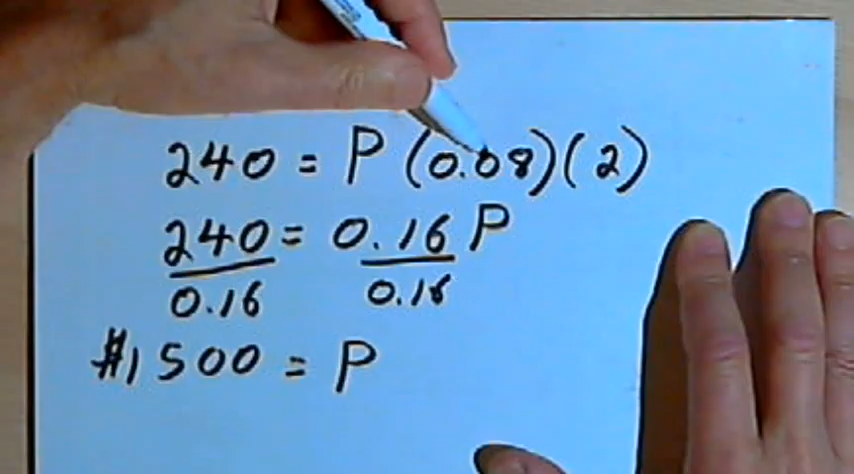 240 = P(0.08)(2)
240 = 0.16 P
0.16 0.16
$1500 = P